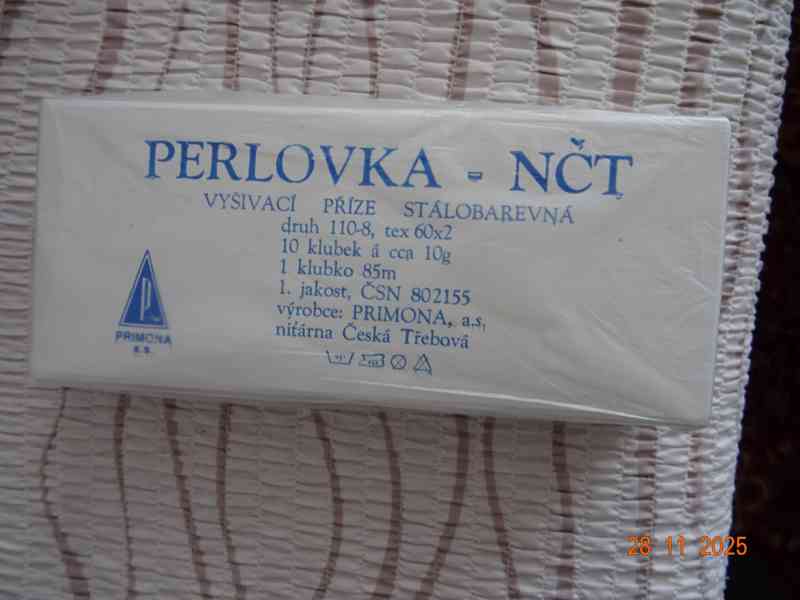 PERLOVKA - NČT
VYŠIVACÍ PŘÍZE STÁLOBAREVNÁ
druh 110-8, tex 60x2
10 klubek á cca 10g
1 klubko 85m
1. jakost, ČSN 802155
výrobce: PRIMONA, a.s,
niťárna Česká Třebová
P
PRIMONA
a.s.
28 11 2025